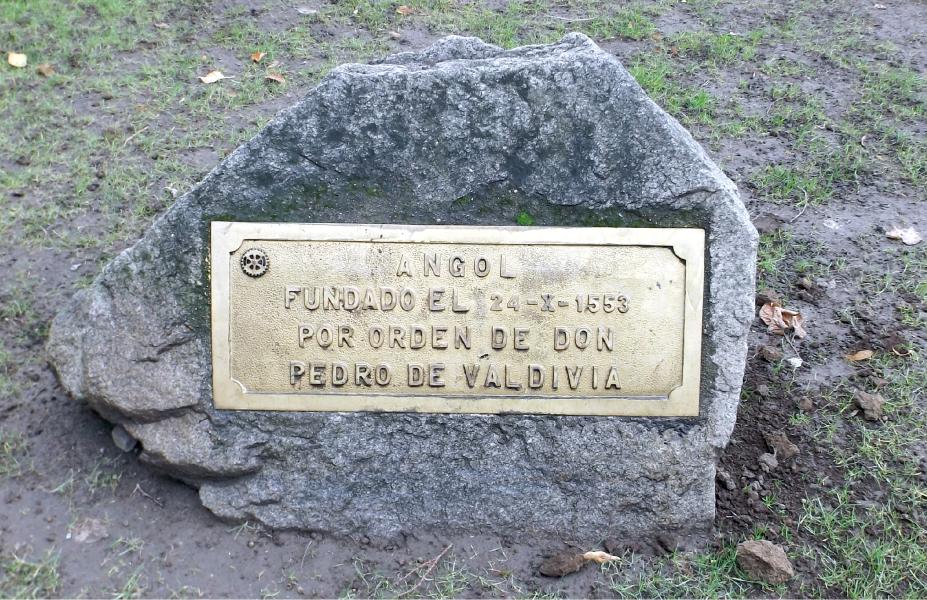 ANGOL
FUNDADO EL 24-X-1553
POR ORDEN DE DON
PEDRO DE VALDIVIA